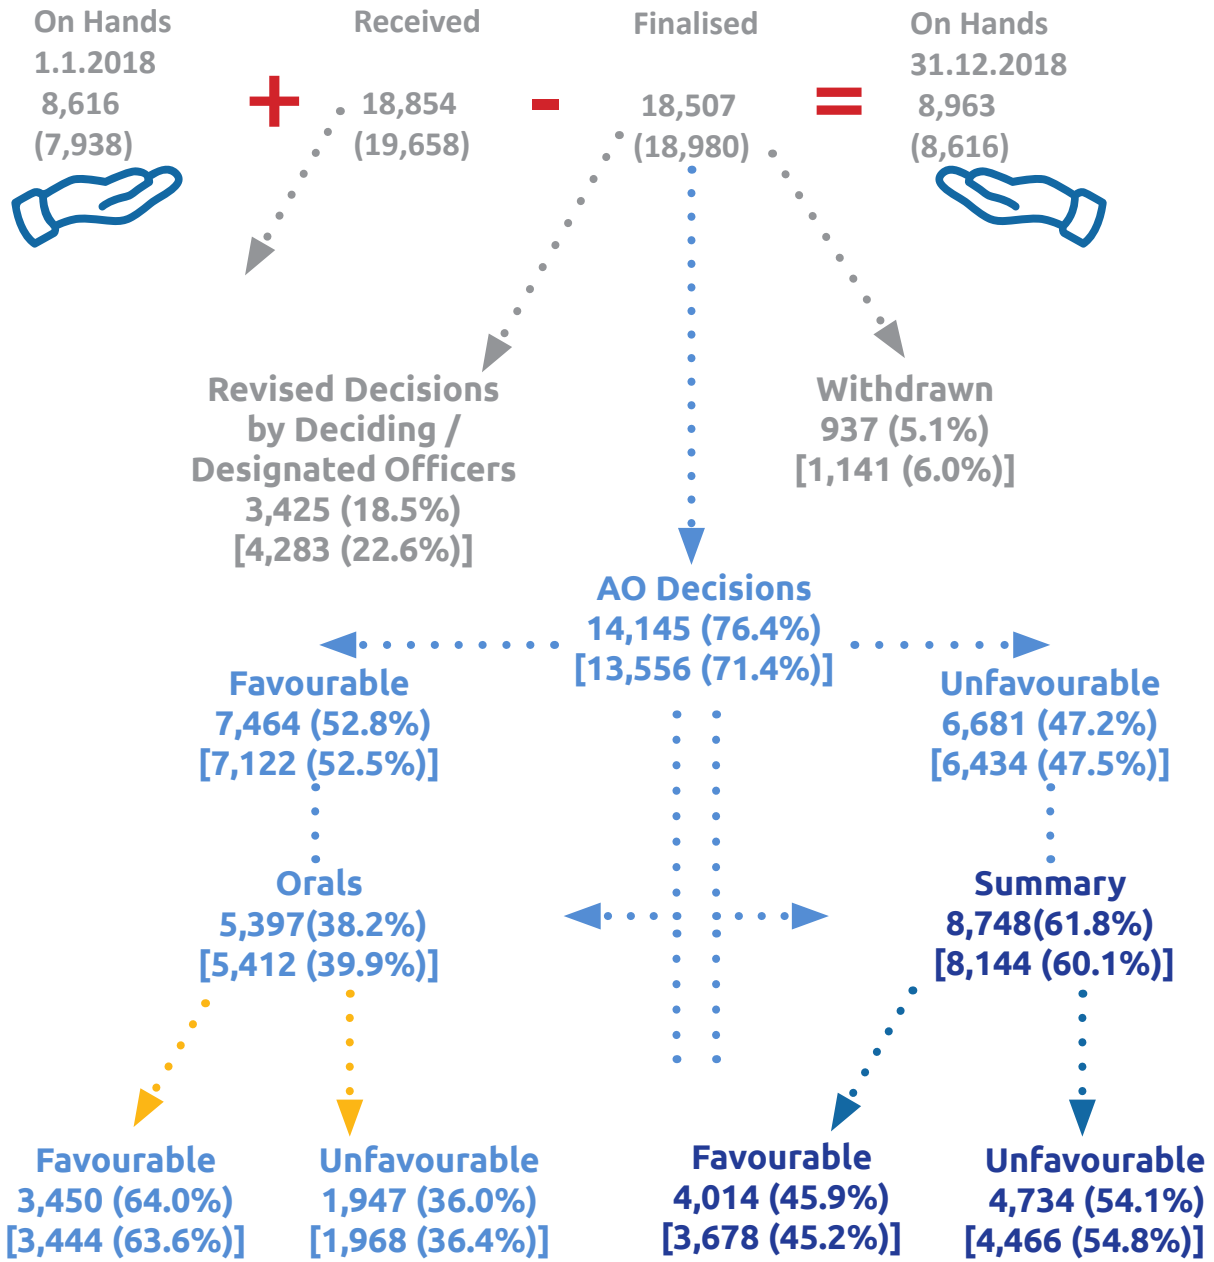 On Hands
1.1.2018
8,616
(7,938)
+
Received
18,854
(19,658)
-
Finalised
18,507
(18,980)
=
On Hands
31.12.2018
8,963
(8,616)
Revised Decisions
by Deciding /
Designated Officers
3,425 (18.5%)
[4,283 (22.6%)]
Withdrawn
937 (5.1%)
[1,141 (6.0%)]
AO Decisions
14,145 (76.4%)
[13,556 (71.4%)]
Favourable
7,464 (52.8%)
[7,122 (52.5%)]
Unfavourable
6,681 (47.2%)
[6,434 (47.5%)]
Orals
5,397(38.2%)
[5,412 (39.9%)]
Summary
8,748(61.8%)
[8,144 (60.1%)]
Favourable
3,450 (64.0%)
[3,444 (63.6%)]
Unfavourable
1,947 (36.0%)
[1,968 (36.4%)]
Favourable
4,014 (45.9%)
[3,678 (45.2%)]
Unfavourable
4,734 (54.1%)
[4,466 (54.8%)]